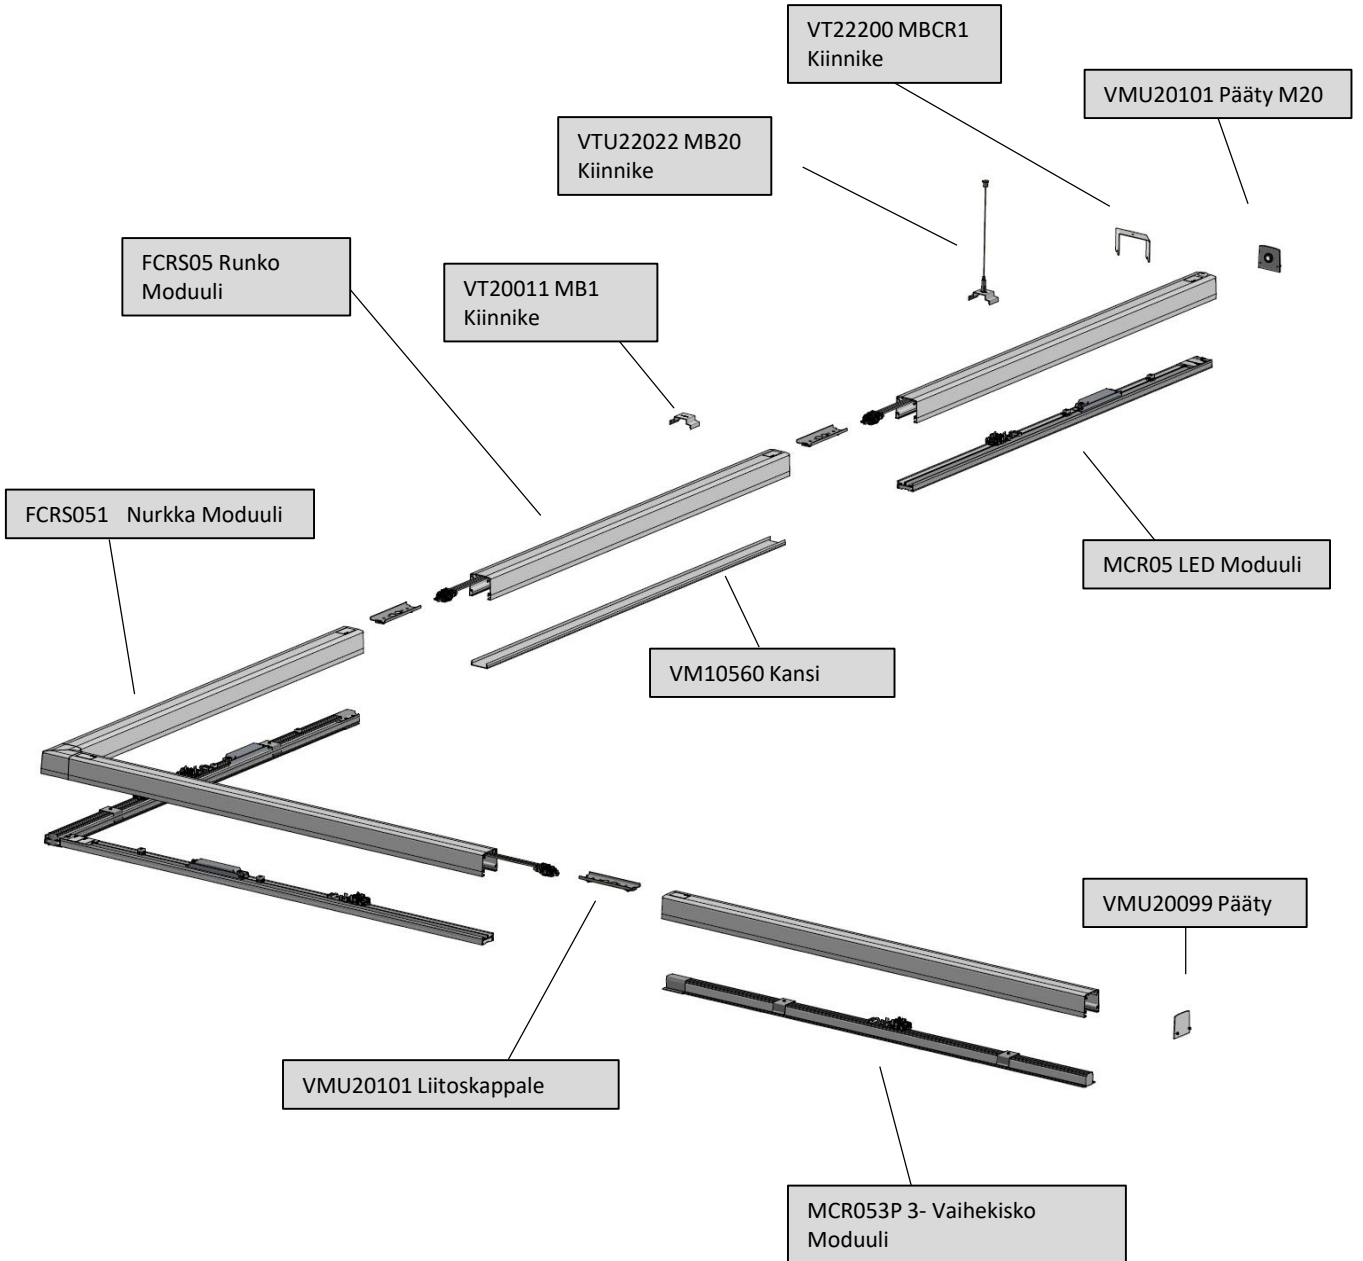 VT22200 MBCR1
Kiinnike
VMU20101 Pääty M20
VTU22022 MB20
Kiinnike
FCRS05 Runko
Moduuli
VT20011 MB1
Kiinnike
FCRS051 Nurkka Moduuli
MCR05 LED Moduuli
VM10560 Kansi
VMU20099 Pääty
VMU20101 Liitoskappale
MCR053P 3- Vaihekisko
Moduuli